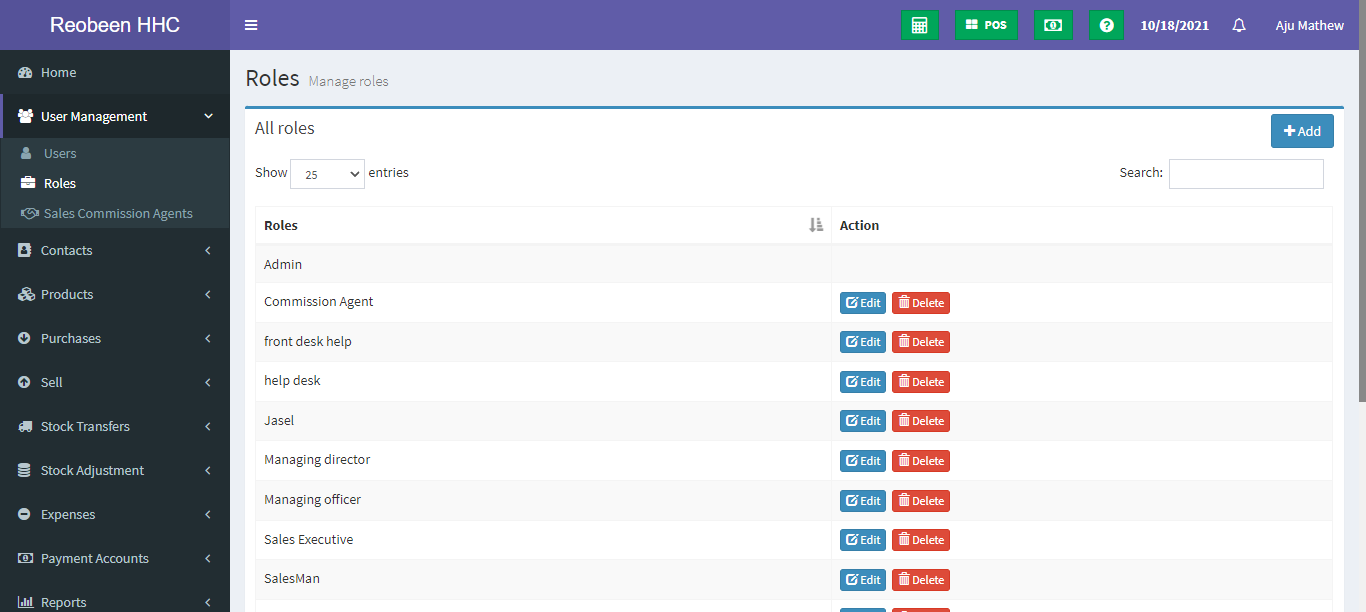 Reobeen HHC
POS
10/18/2021
Aju Mathew
Home
User Management
Users
Roles
Sales Commission Agents
Contacts
Products
Purchases
Sell
Stock Transfers
Stock Adjustment
Expenses
Payment Accounts
Reports
Roles Manage roles
All roles
Add
Show 25 entries
Search:
Roles Action
Admin
Commission Agent Edit Delete
front desk help Edit Delete
help desk Edit Delete
Jasel Edit Delete
Managing director Edit Delete
Managing officer Edit Delete
Sales Executive Edit Delete
SalesMan Edit Delete